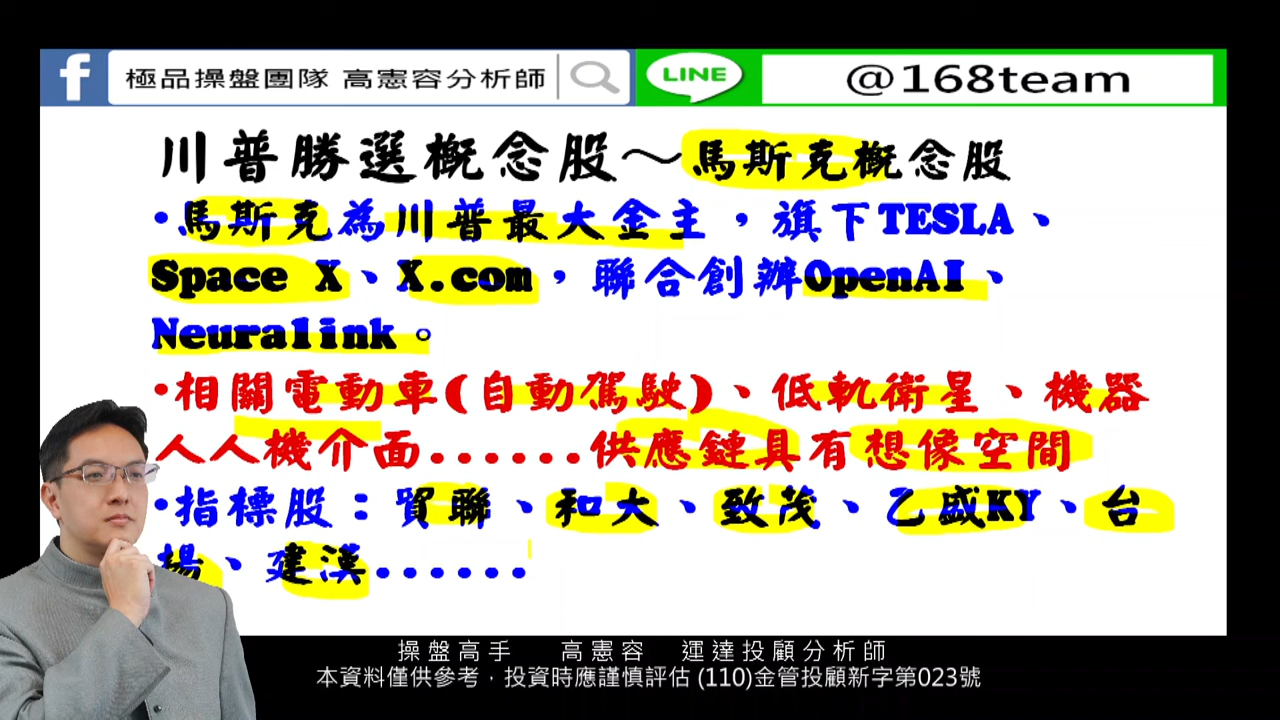 f 極品操盤團隊 高憲容分析師 LINE @168team
川普勝選概念股～馬斯克概念股
•馬斯克為川普最大金主，旗下TESLA、
Space X、X.com，聯合創辦OpenAI、
Neuralink。
•相關電動車(自動駕駛)、低軌衛星、機器
人人機介面......供應鏈具有想像空間
•指標股：貿聯、和大、致茂、乙盛KY、台
揚、建漢......
操盤高手 高憲容 運達投顧分析師
本資料僅供參考，投資時應謹慎評估 (110)金管投顧新字第023號